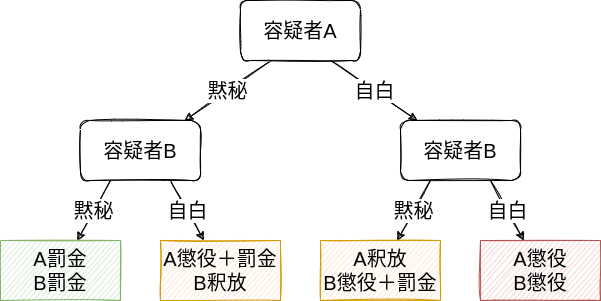 容疑者A
黙秘
自白
容疑者B
容疑者B
黙秘
自白
黙秘
自白
A罰金
B罰金
A懲役＋罰金
B釈放
A釈放
B懲役＋罰金
A懲役
B懲役